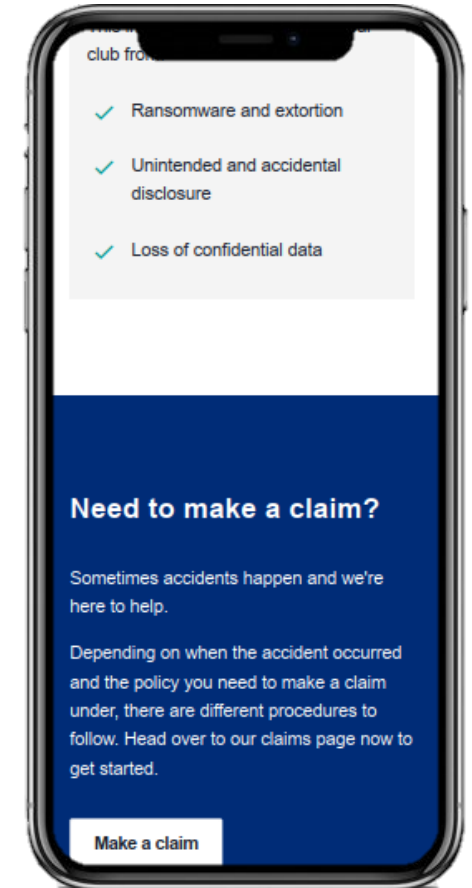 club
Ransomware and extortion
Unintended and accidental
disclosure
Loss of confidential data
Need to make a claim?
Sometimes accidents happen and we're
here to help.
Depending on when the accident occurred
and the policy you need to make a claim
under, there are different procedures to
follow. Head over to our claims page now to
get started.
Make a claim